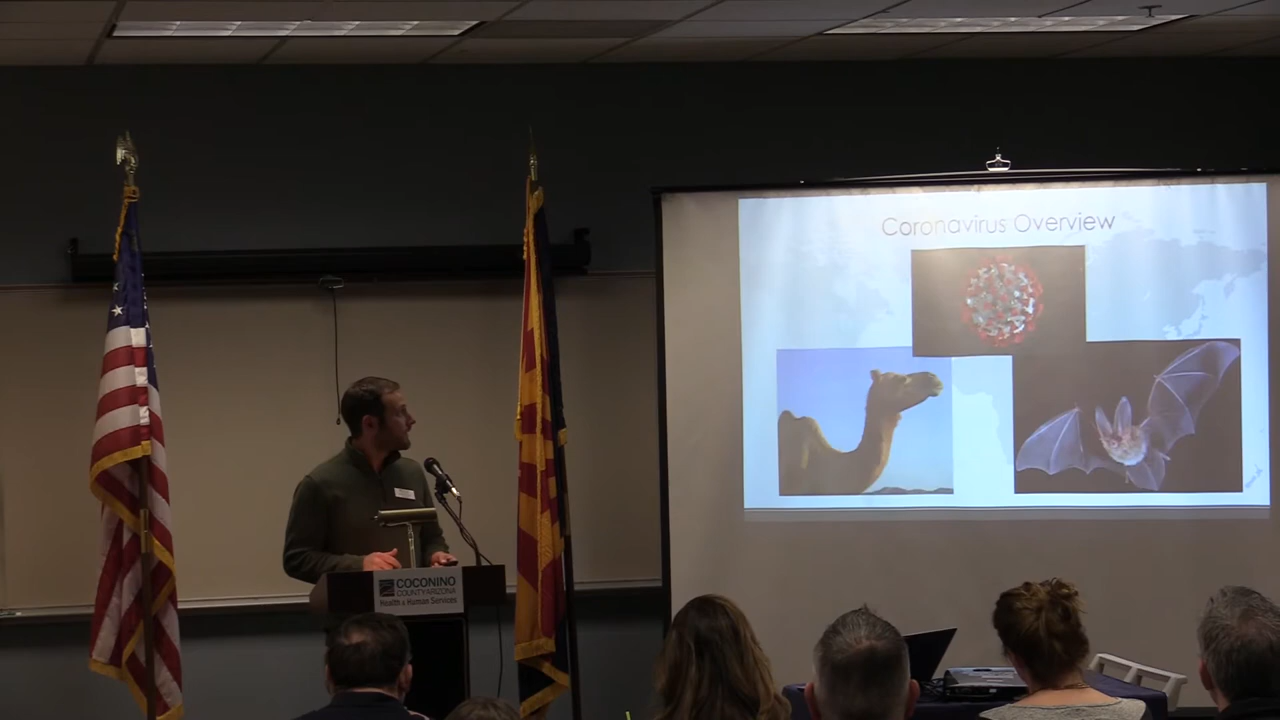 Coronavirus Overview
COCONINO
COUNTY ARIZONA
Health & Human Services